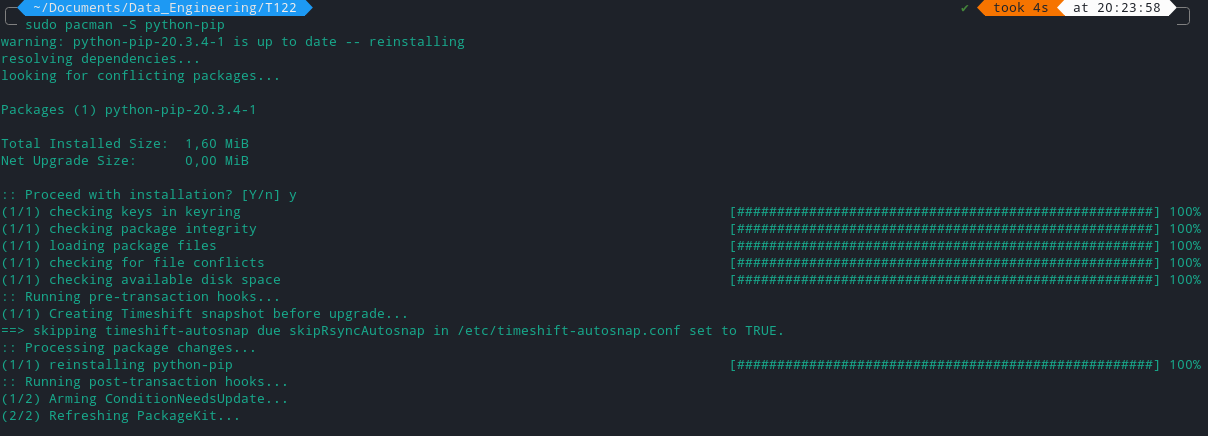 ~/Documents/Data_Engineering/T122 ✔ took 4s at 20:23:58
sudo pacman -S python-pip
warning: python-pip-20.3.4-1 is up to date -- reinstalling
resolving dependencies...
looking for conflicting packages...
Packages (1) python-pip-20.3.4-1
Total Installed Size:  1,60 MiB
Net Upgrade Size:      0,00 MiB
:: Proceed with installation? [Y/n] y
(1/1) checking keys in keyring [####################################################] 100%
(1/1) checking package integrity [####################################################] 100%
(1/1) loading package files [####################################################] 100%
(1/1) checking for file conflicts [####################################################] 100%
(1/1) checking available disk space [####################################################] 100%
:: Running pre-transaction hooks...
(1/1) Creating Timeshift snapshot before upgrade...
==> skipping timeshift-autosnap due skipRsyncAutosnap in /etc/timeshift-autosnap.conf set to TRUE.
:: Processing package changes...
(1/1) reinstalling python-pip [####################################################] 100%
:: Running post-transaction hooks...
(1/2) Arming ConditionNeedsUpdate...
(2/2) Refreshing PackageKit...